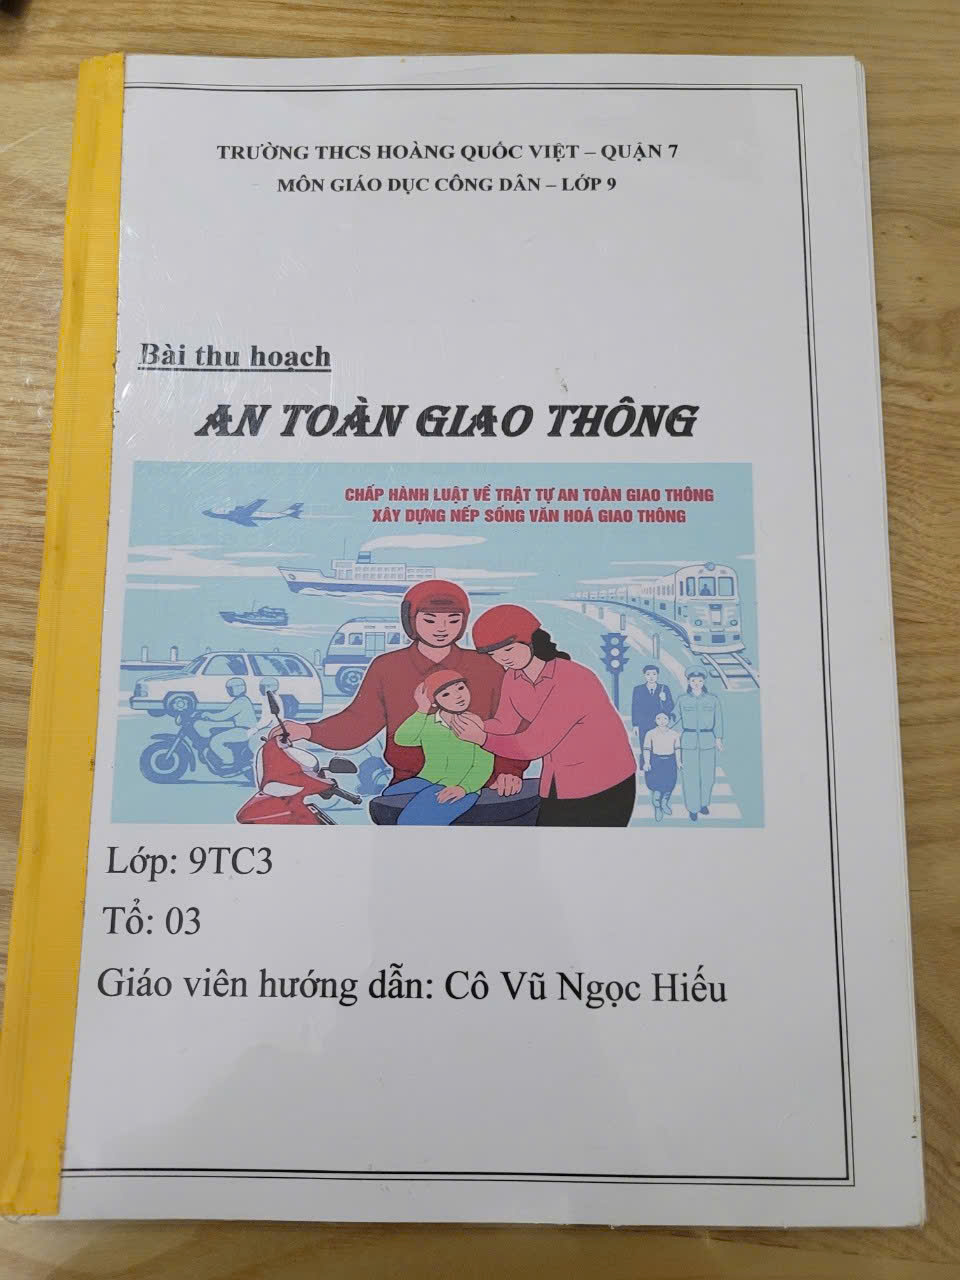 TRƯỜNG THCS HOÀNG QUỐC VIỆT – QUẬN 7
MÔN GIÁO DỤC CÔNG DÂN – LỚP 9
Bài thu hoạch
AN TOÀN GIAO THÔNG
CHẤP HÀNH LUẬT VỀ TRẬT TỰ AN TOÀN GIAO THÔNG
XÂY DỰNG NẾP SỐNG VĂN HOÁ GIAO THÔNG
Lớp: 9TC3
Tổ: 03
Giáo viên hướng dẫn: Cô Vũ Ngọc Hiếu